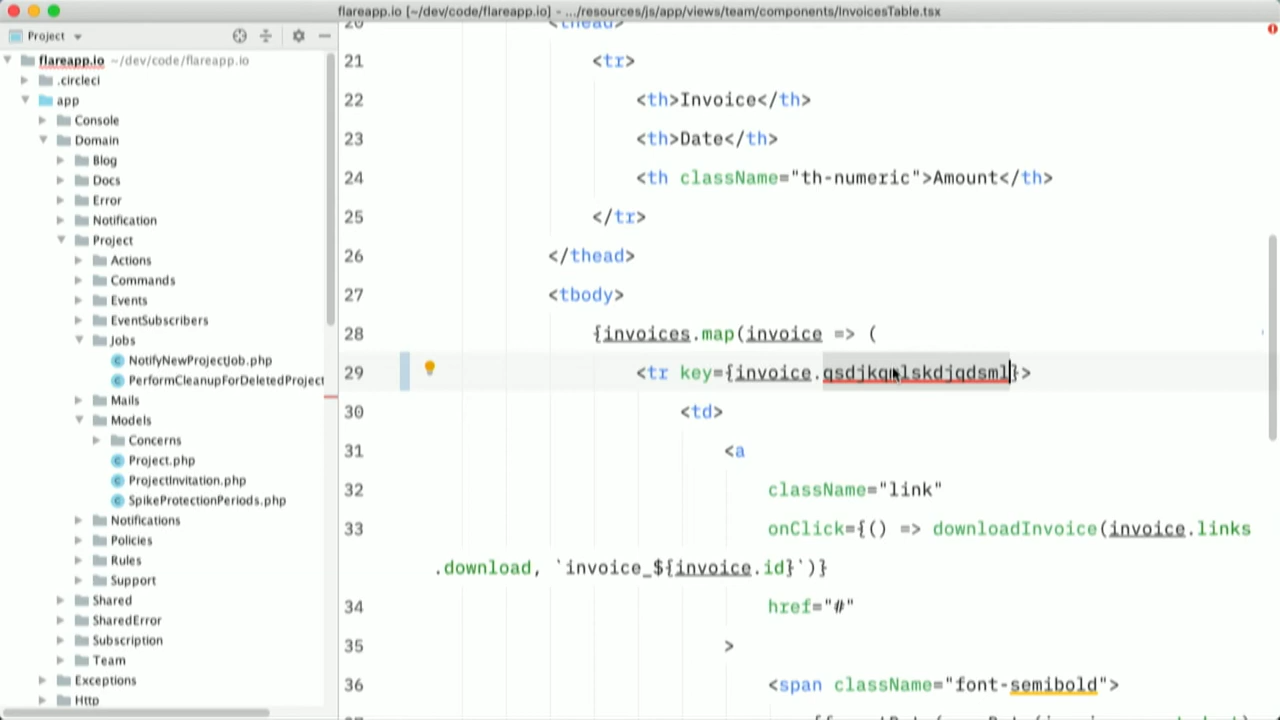 flareapp.io [~/dev/code/flareapp.io] - .../resources/js/app/views/team/components/InvoicesTable.tsx
Project
flareapp.io ~/dev/code/flareapp.io
.circleci
app
Console
Domain
Blog
Docs
Error
Notification
Project
Actions
Commands
Events
EventSubscribers
Jobs
NotifyNewProjectJob.php
PerformCleanupForDeletedProject
Mails
Models
Concerns
Project.php
ProjectInvitation.php
SpikeProtectionPeriods.php
Notifications
Policies
Rules
Support
Shared
SharedError
Subscription
Team
Exceptions
Http
20 <thead>
21 <tr>
22 <th>Invoice</th>
23 <th>Date</th>
24 <th className="th-numeric">Amount</th>
25 </tr>
26 </thead>
27 <tbody>
28 {invoices.map(invoice => (
29 <tr key={invoice.qsdjkqmlskdjqdsml}>
30 <td>
31 <a
32 className="link"
33 onClick={() => downloadInvoice(invoice.links
.download, `invoice_${invoice.id}`)}
34 href="#"
35 >
36 <span className="font-semibold">